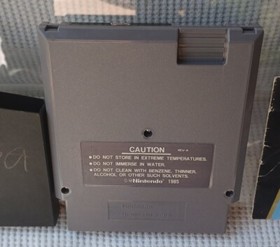 CAUTION
REV-A
• DO NOT STORE IN EXTREME TEMPERATURES.
• DO NOT IMMERSE IN WATER.
• DO NOT CLEAN WITH BENZENE, THINNER,
ALCOHOL OR OTHER SUCH SOLVENTS.
Nintendo 1985